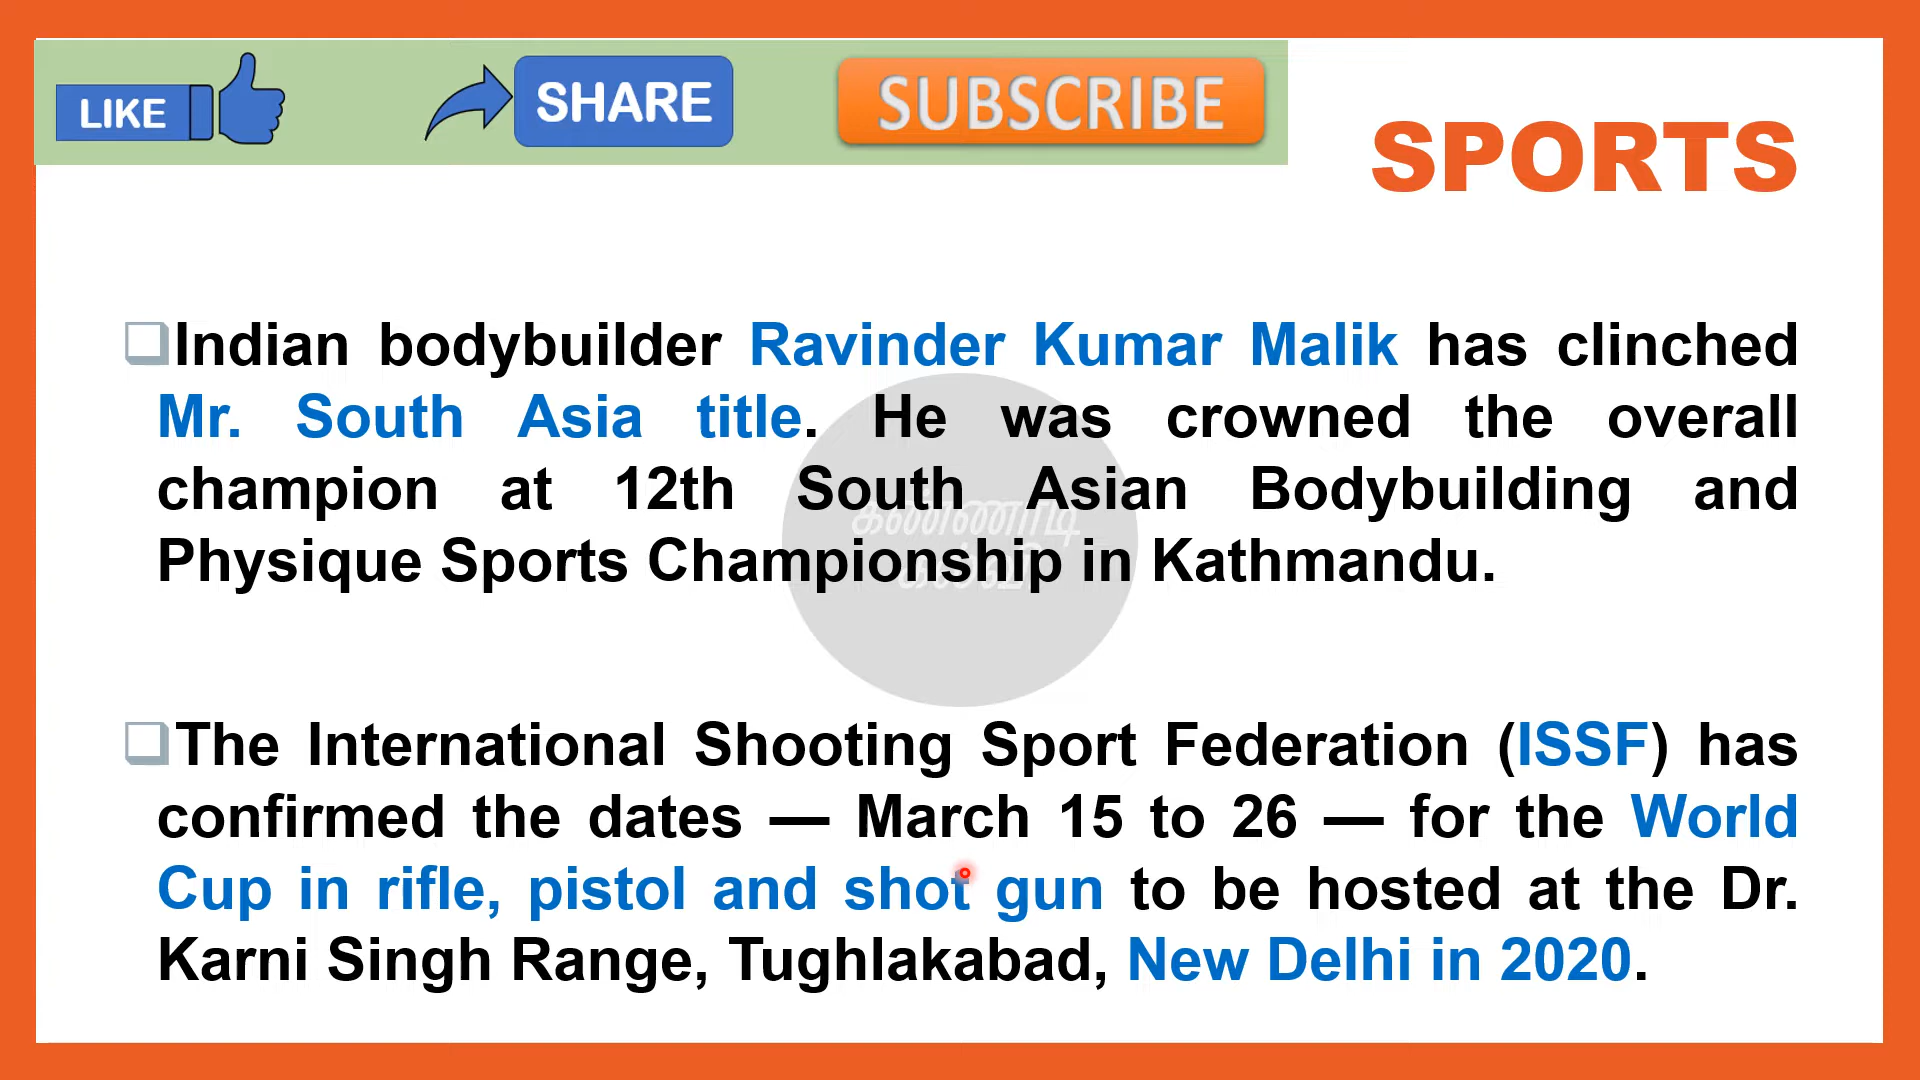 LIKE SHARE SUBSCRIBE
SPORTS
Indian bodybuilder Ravinder Kumar Malik has clinched
Mr. South Asia title. He was crowned the overall
champion at 12th South Asian Bodybuilding and
Physique Sports Championship in Kathmandu.
கண்ணாடி
The International Shooting Sport Federation (ISSF) has
confirmed the dates — March 15 to 26 — for the World
Cup in rifle, pistol and shot gun to be hosted at the Dr.
Karni Singh Range, Tughlakabad, New Delhi in 2020.